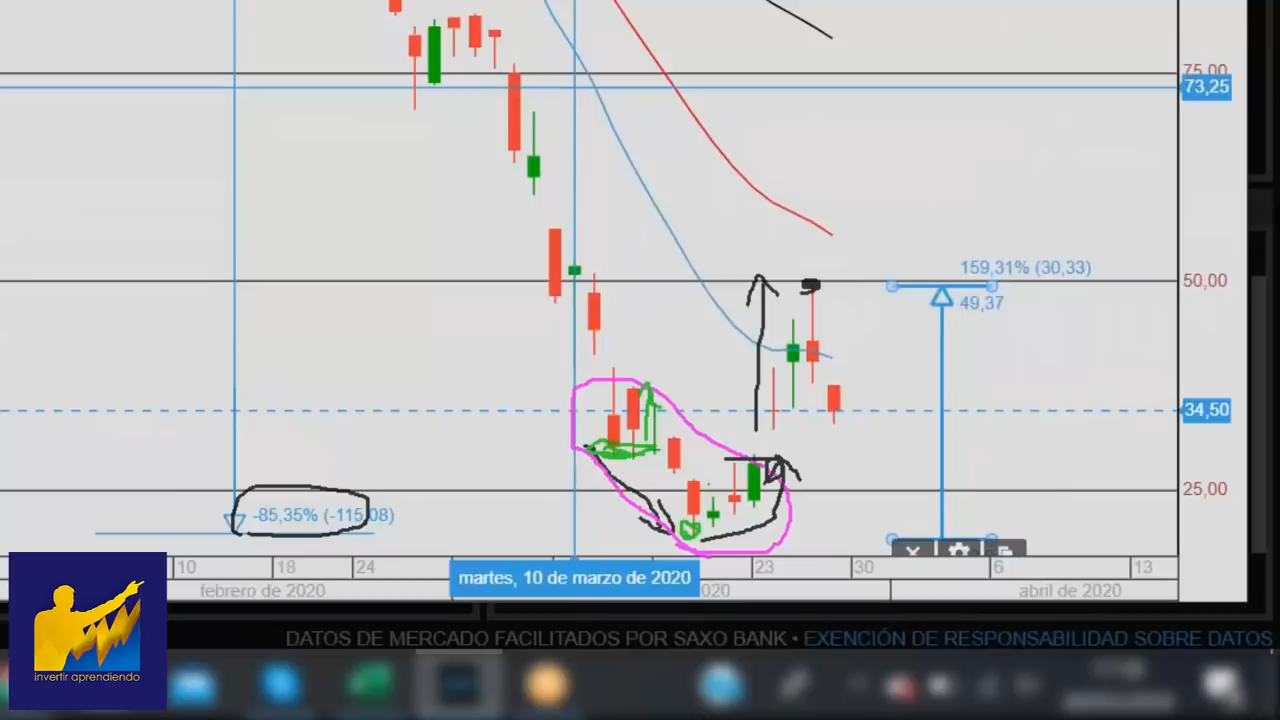 75,00
73,25
159,31% (30,33)
50,00
49,37
34,50
25,00
-85,35% (-115,08)
10 18 24 23 30 6 13
martes, 10 de marzo de 2020
febrero de 2020 020 abril de 2020
DATOS DE MERCADO FACILITADOS POR SAXO BANK • EXENCIÓN DE RESPONSABILIDAD SOBRE DATOS
invertir aprendiendo